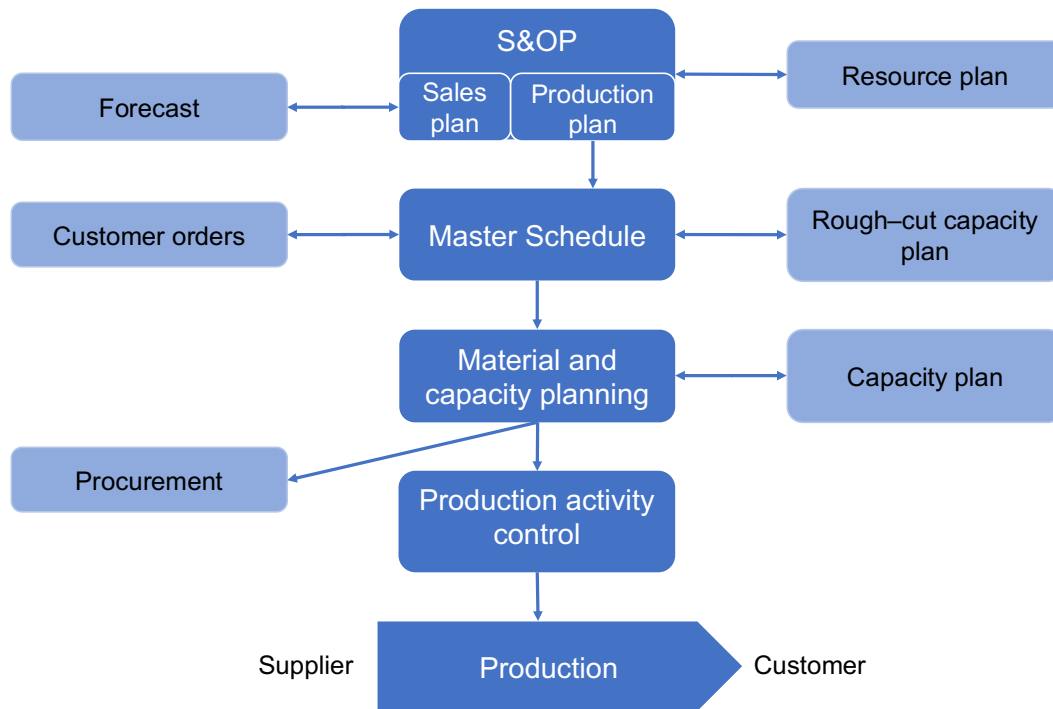 S&OP
Forecast
Sales
plan
Production
plan
Resource plan
Customer orders
Master Schedule
Rough–cut capacity
plan
Material and
capacity planning
Capacity plan
Procurement
Production activity
control
Supplier
Production
Customer